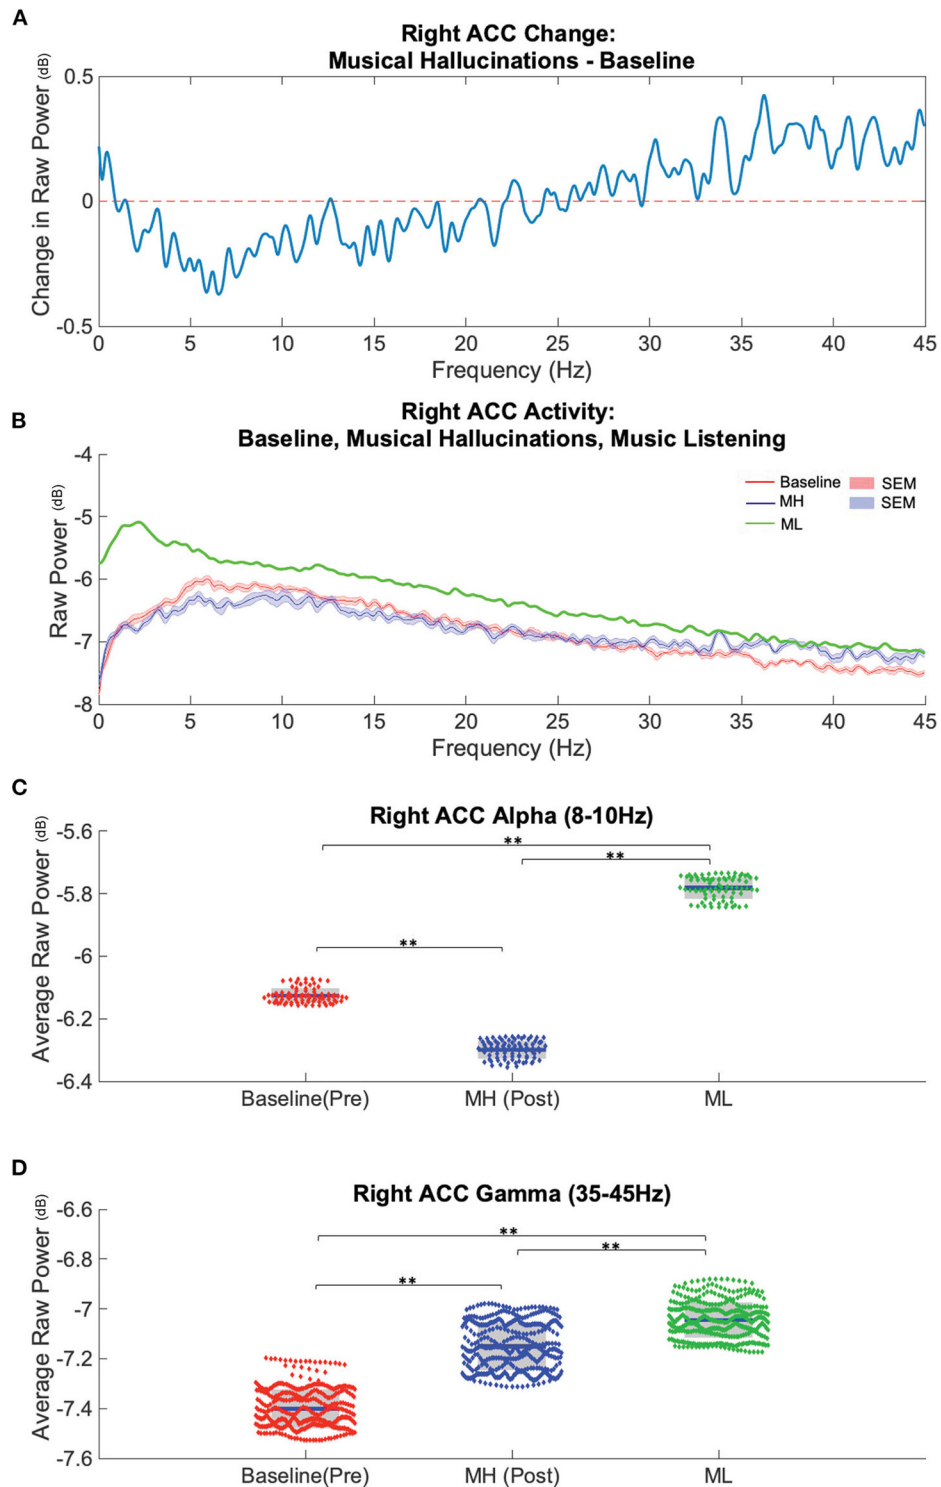 A
Right ACC Change:
Musical Hallucinations - Baseline
Change in Raw Power (dB)
0.5
0
-0.5
0 5 10 15 20 25 30 35 40 45
Frequency (Hz)
B
Right ACC Activity:
Baseline, Musical Hallucinations, Music Listening
Raw Power (dB)
-4
-5
-6
-7
-8
Baseline SEM
MH SEM
ML
0 5 10 15 20 25 30 35 40 45
Frequency (Hz)
C
Right ACC Alpha (8-10Hz)
Average Raw Power (dB)
-5.6
-5.8
-6
-6.2
-6.4
**
**
**
Baseline(Pre) MH (Post) ML
D
Right ACC Gamma (35-45Hz)
Average Raw Power (dB)
-6.6
-6.8
-7
-7.2
-7.4
-7.6
**
**
**
Baseline(Pre) MH (Post) ML